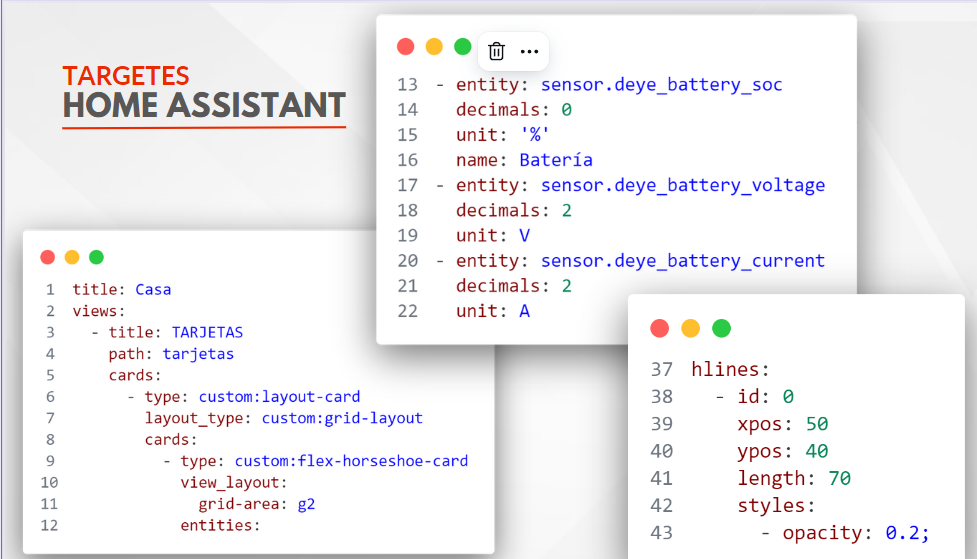 TARGETES
HOME ASSISTANT
1 title: Casa
2 views:
3 - title: TARJETAS
4 path: tarjetas
5 cards:
6 - type: custom:layout-card
7 layout_type: custom:grid-layout
8 cards:
9 - type: custom:flex-horseshoe-card
10 view_layout:
11 grid-area: g2
12 entities:
13 - entity: sensor.deye_battery_soc
14 decimals: 0
15 unit: '%'
16 name: Batería
17 - entity: sensor.deye_battery_voltage
18 decimals: 2
19 unit: V
20 - entity: sensor.deye_battery_current
21 decimals: 2
22 unit: A
37 hlines:
38 - id: 0
39 xpos: 50
40 ypos: 40
41 length: 70
42 styles:
43 - opacity: 0.2;